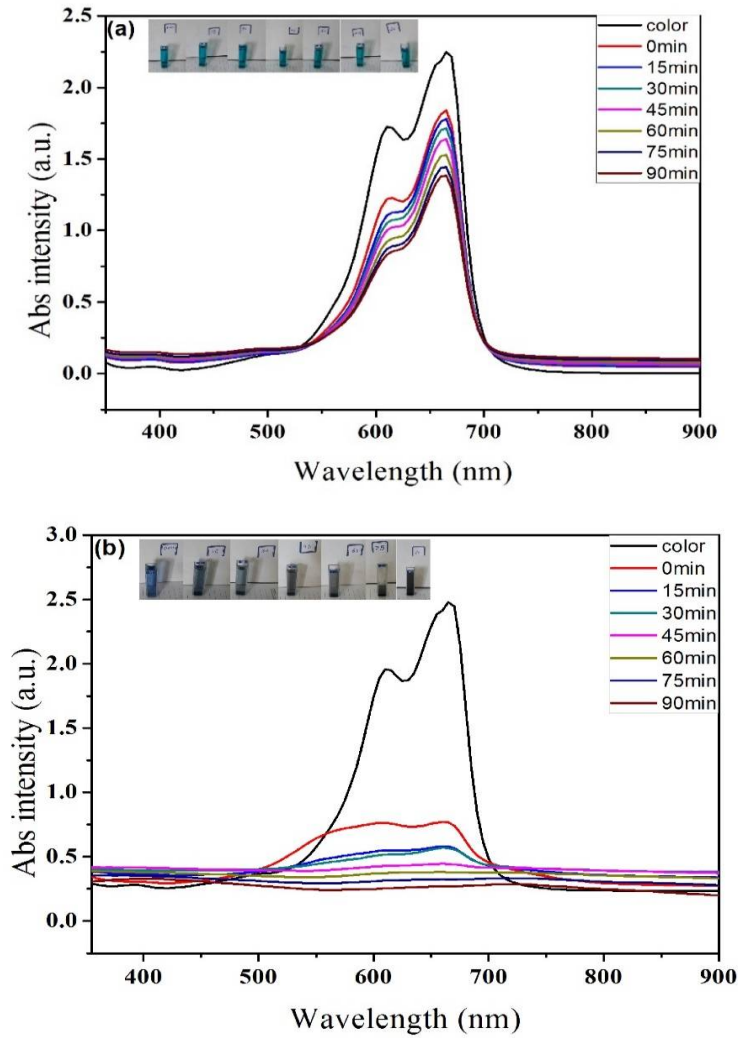 (a)
color
0min
15min
30min
45min
60min
75min
90min
2.5
2.0
1.5
1.0
0.5
0.0
Abs intensity (a.u.)
400 500 600 700 800 900
Wavelength (nm)
(b)
color
0min
15min
30min
45min
60min
75min
90min
3.0
2.5
2.0
1.5
1.0
0.5
0.0
Abs intensity (a.u.)
400 500 600 700 800 900
Wavelength (nm)